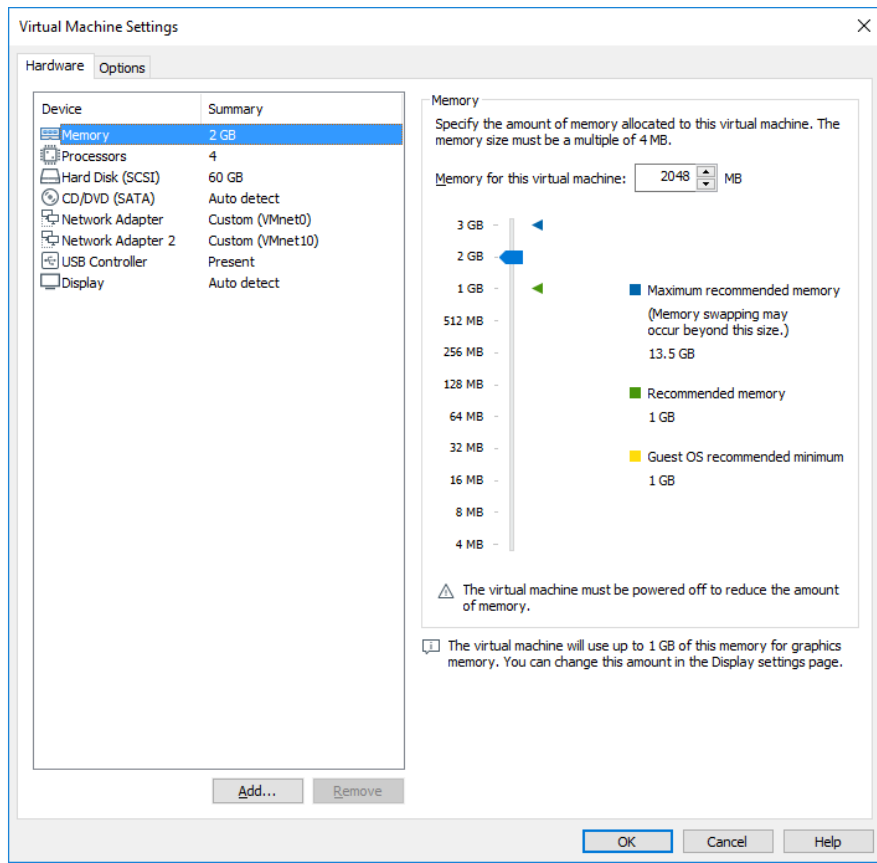 Virtual Machine Settings
Hardware Options
Device Summary
Memory 2 GB
Processors 4
Hard Disk (SCSI) 60 GB
CD/DVD (SATA) Auto detect
Network Adapter Custom (VMnet0)
Network Adapter 2 Custom (VMnet10)
USB Controller Present
Display Auto detect
Add... Remove
Memory
Specify the amount of memory allocated to this virtual machine. The
memory size must be a multiple of 4 MB.
Memory for this virtual machine: 2048 MB
3 GB
2 GB
1 GB
512 MB
256 MB
128 MB
64 MB
32 MB
16 MB
8 MB
4 MB
Maximum recommended memory
(Memory swapping may
occur beyond this size.)
13.5 GB
Recommended memory
1 GB
Guest OS recommended minimum
1 GB
The virtual machine must be powered off to reduce the amount
of memory.
The virtual machine will use up to 1 GB of this memory for graphics
memory. You can change this amount in the Display settings page.
OK Cancel Help